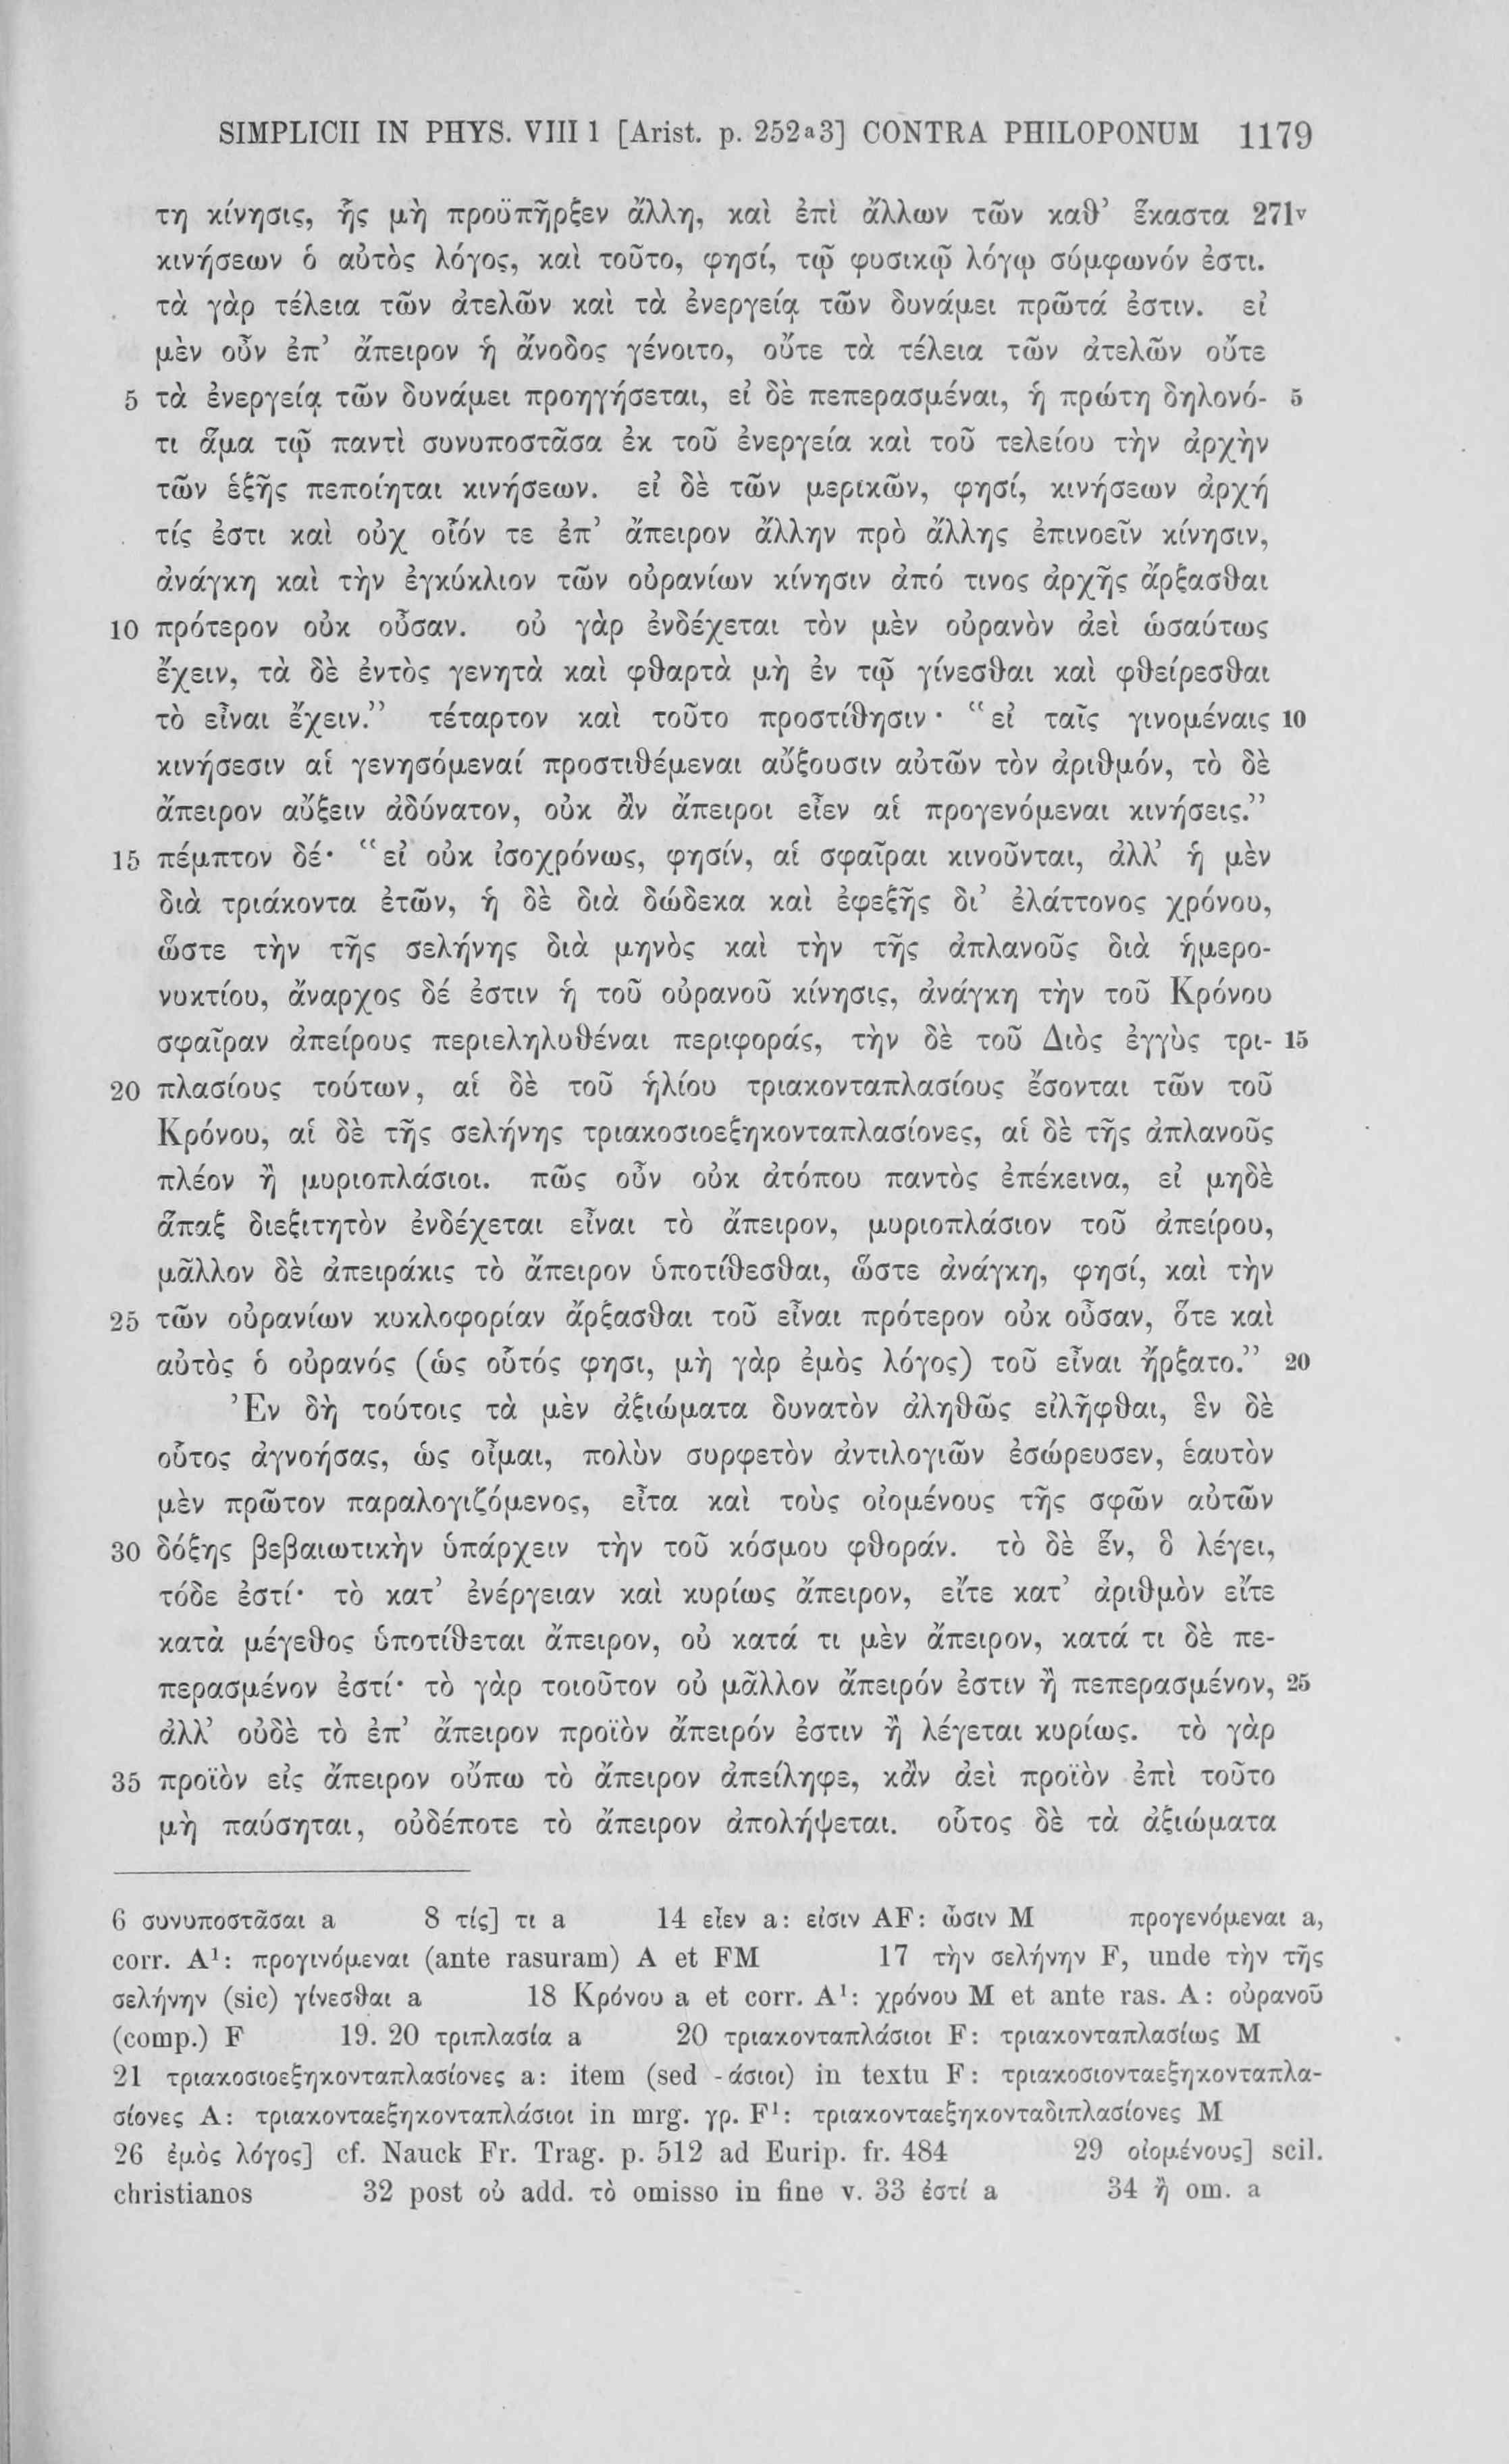 SIMPLICII IN PHYS. VIII 1 [Arist. p. 252a3] CONTRA PHILOPONUM 1179
τη κίνησις, ἧς μὴ προϋπῆρξεν ἄλλη, καὶ ἐπὶ ἄλλων τῶν καθ’ ἕκαστα 271v
κινήσεων ὁ αὐτὸς λόγος, καὶ τοῦτο, φησί, τῷ φυσικῷ λόγῳ σύμφωνόν ἐστι.
τὰ γὰρ τέλεια τῶν ἀτελῶν καὶ τὰ ἐνεργείᾳ τῶν δυνάμει πρῶτά ἐστιν. εἰ
μὲν οὖν ἐπ’ ἄπειρον ἡ ἄνοδος γένοιτο, οὔτε τὰ τέλεια τῶν ἀτελῶν οὔτε
5 τὰ ἐνεργείᾳ τῶν δυνάμει προηγήσεται, εἰ δὲ πεπερασμέναι, ἡ πρώτη δηλονό- 5
τι ἅμα τῷ παντὶ συνυποστᾶσα ἐκ τοῦ ἐνεργεία καὶ τοῦ τελείου τὴν ἀρχὴν
τῶν ἑξῆς πεποίηται κινήσεων. εἰ δὲ τῶν μερικῶν, φησί, κινήσεων ἀρχή
τίς ἐστι καὶ οὐχ οἷόν τε ἐπ’ ἄπειρον ἄλλην πρὸ ἄλλης ἐπινοεῖν κίνησιν,
ἀνάγκη καὶ τὴν ἐγκύκλιον τῶν οὐρανίων κίνησιν ἀπό τινος ἀρχῆς ἄρξασθαι
10 πρότερον οὐκ οὖσαν. οὐ γὰρ ἐνδέχεται τὸν μὲν οὐρανὸν ἀεὶ ὡσαύτως
ἔχειν, τὰ δὲ ἐντὸς γενητὰ καὶ φθαρτὰ μὴ ἐν τῷ γίνεσθαι καὶ φθείρεσθαι
τὸ εἶναι ἔχειν.” τέταρτον καὶ τοῦτο προστίθησιν· “εἰ ταῖς γινομέναις 10
κινήσεσιν αἱ γενησόμεναί προστιθέμεναι αὔξουσιν αὐτῶν τὸν ἀριθμόν, τὸ δὲ
ἄπειρον αὔξειν ἀδύνατον, οὐκ ἂν ἄπειροι εἶεν αἱ προγενόμεναι κινήσεις.”
15 πέμπτον δέ· “εἰ οὐκ ἰσοχρόνως, φησίν, αἱ σφαῖραι κινοῦνται, ἀλλ’ ἡ μὲν
διὰ τριάκοντα ἐτῶν, ἡ δὲ διὰ δώδεκα καὶ ἐφεξῆς δι’ ἐλάττονος χρόνου,
ὥστε τὴν τῆς σελήνης διὰ μηνὸς καὶ τὴν τῆς ἀπλανοῦς διὰ ἡμερο-
νυκτίου, ἄναρχος δέ ἐστιν ἡ τοῦ οὐρανοῦ κίνησις, ἀνάγκη τὴν τοῦ Κρόνου
σφαῖραν ἀπείρους περιεληλυθέναι περιφοράς, τὴν δὲ τοῦ Διὸς ἐγγὺς τρι- 15
20 πλασίους τούτων, αἱ δὲ τοῦ ἡλίου τριακονταπλασίους ἔσονται τῶν τοῦ
Κρόνου, αἱ δὲ τῆς σελήνης τριακοσιοεξηκονταπλασίονες, αἱ δὲ τῆς ἀπλανοῦς
πλέον ἢ μυριοπλάσιοι. πῶς οὖν οὐκ ἀτόπου παντὸς ἐπέκεινα, εἰ μηδὲ
ἅπαξ διεξιτητὸν ἐνδέχεται εἶναι τὸ ἄπειρον, μυριοπλάσιον τοῦ ἀπείρου,
μᾶλλον δὲ ἀπειράκις τὸ ἄπειρον ὑποτίθεσθαι, ὥστε ἀνάγκη, φησί, καὶ τὴν
25 τῶν οὐρανίων κυκλοφορίαν ἄρξασθαι τοῦ εἶναι πρότερον οὐκ οὖσαν, ὅτε καὶ
αὐτὸς ὁ οὐρανός (ὡς οὗτός φησι, μὴ γὰρ ἐμὸς λόγος) τοῦ εἶναι ἤρξατο.” 20
Ἐν δὴ τούτοις τὰ μὲν ἀξιώματα δυνατὸν ἀληθῶς εἰλῆφθαι, ἓν δὲ
οὗτος ἀγνοήσας, ὡς οἶμαι, πολὺν συρφετὸν ἀντιλογιῶν ἐσώρευσεν, ἑαυτὸν
μὲν πρῶτον παραλογιζόμενος, εἶτα καὶ τοὺς οἰομένους τῆς σφῶν αὐτῶν
30 δόξης βεβαιωτικὴν ὑπάρχειν τὴν τοῦ κόσμου φθοράν. τὸ δὲ ἕν, ὃ λέγει,
τόδε ἐστί· τὸ κατ’ ἐνέργειαν καὶ κυρίως ἄπειρον, εἴτε κατ’ ἀριθμὸν εἴτε
κατὰ μέγεθος ὑποτίθεται ἄπειρον, οὐ κατά τι μὲν ἄπειρον, κατά τι δὲ πε-
περασμένον ἐστί· τὸ γὰρ τοιοῦτον οὐ μᾶλλον ἄπειρόν ἐστιν ἢ πεπερασμένον, 25
ἀλλ’ οὐδὲ τὸ ἐπ’ ἄπειρον προϊὸν ἄπειρόν ἐστιν ἢ λέγεται κυρίως. τὸ γὰρ
35 προϊὸν εἰς ἄπειρον οὔπω τὸ ἄπειρον ἀπείληφε, κἂν ἀεὶ προϊὸν ἐπὶ τοῦτο
μὴ παύσηται, οὐδέποτε τὸ ἄπειρον ἀπολήψεται. οὗτος δὲ τὰ ἀξιώματα
6 συνυποστᾶσαι a 8 τίς] τι a 14 εἶεν a: εἰσιν AF: ὦσιν M προγενόμεναι a,
corr. A¹: προγινόμεναι (ante rasuram) A et FM 17 τὴν σελήνην F, unde τὴν τῆς
σελήνην (sic) γίνεσθαι a 18 Κρόνου a et corr. A¹: χρόνου M et ante ras. A: οὐρανοῦ
(comp.) F 19. 20 τριπλασία a 20 τριακονταπλάσιοι F: τριακονταπλασίως M
21 τριακοσιοεξηκονταπλασίονες a: item (sed -άσιοι) in textu F: τριακοσιονταεξηκονταπλα-
σίονες A: τριακονταεξηκονταπλάσιοι in mrg. γρ. F¹: τριακονταεξηκονταδιπλασίονες M
26 ἐμὸς λόγος] cf. Nauck Fr. Trag. p. 512 ad Eurip. fr. 484 29 οἰομένους] scil.
christianos 32 post οὐ add. τὸ omisso in fine v. 33 ἐστί a 34 ἢ om. a